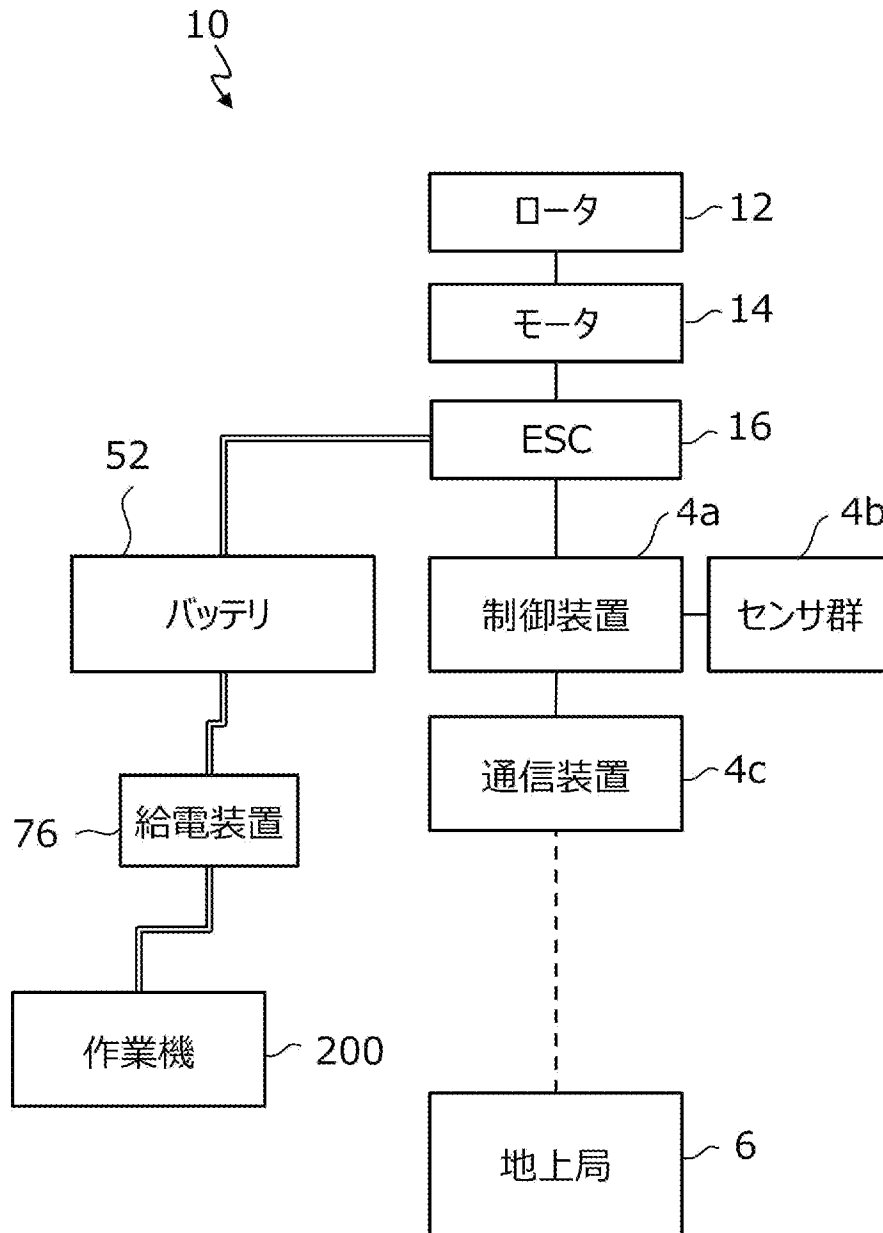 10
ロータ
12
モータ
14
ESC
16
52
4a
4b
バッテリ
制御装置
センサ群
通信装置
4c
76
給電装置
作業機
200
地上局
6